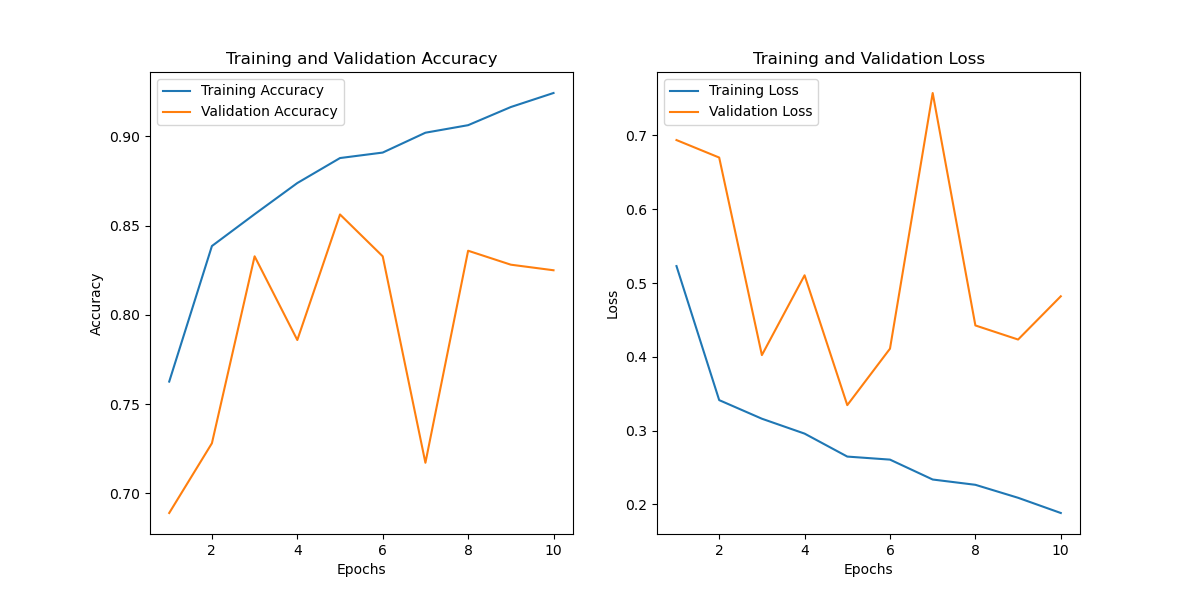 Training and Validation Accuracy
Training Accuracy
Validation Accuracy
0.90
0.85
0.80
0.75
0.70
Accuracy
2 4 6 8 10
Epochs
Training and Validation Loss
Training Loss
Validation Loss
0.7
0.6
0.5
0.4
0.3
0.2
Loss
2 4 6 8 10
Epochs